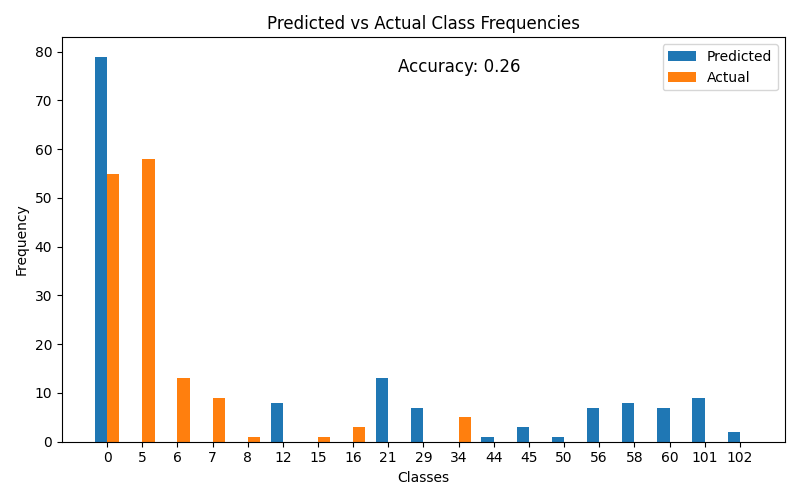 Predicted vs Actual Class Frequencies
Accuracy: 0.26
Predicted
Actual
Frequency
80
70
60
50
40
30
20
10
0
0 5 6 7 8 12 15 16 21 29 34 44 45 50 56 58 60 101 102
Classes